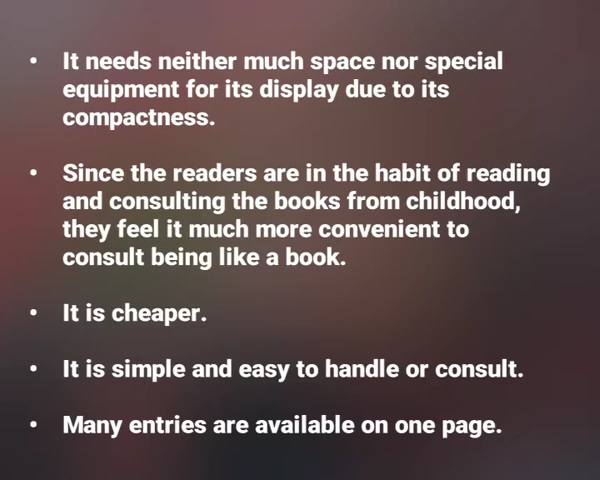 • It needs neither much space nor special
equipment for its display due to its
compactness.
• Since the readers are in the habit of reading
and consulting the books from childhood,
they feel it much more convenient to
consult being like a book.
• It is cheaper.
• It is simple and easy to handle or consult.
• Many entries are available on one page.